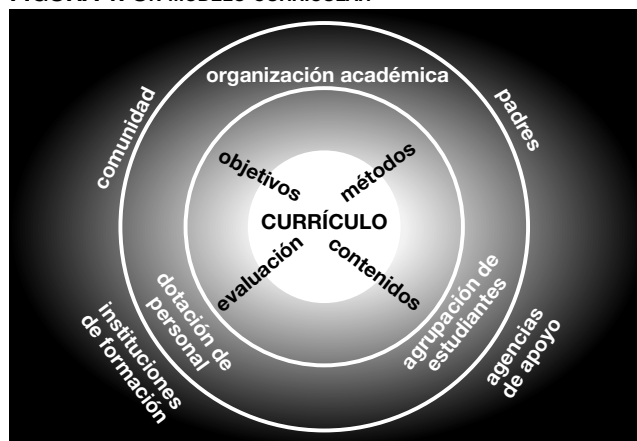 FIGURA 1. UN MODELO CURRICULAR
organización académica
comunidad
padres
objetivos
métodos
CURRÍCULO
evaluación
contenidos
dotación de
personal
agrupación de
estudiantes
instituciones
de formación
agencias
de apoyo